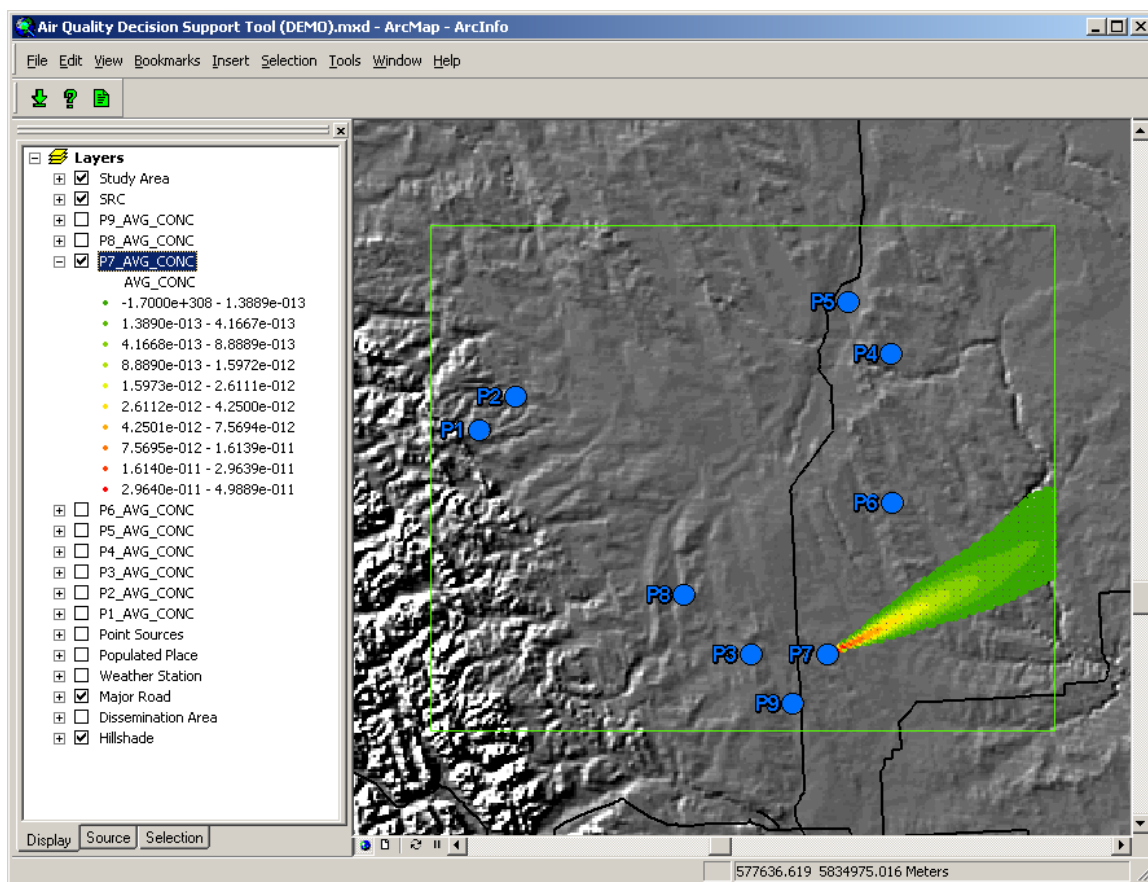 Air Quality Decision Support Tool (DEMO).mxd - ArcMap - ArcInfo
File Edit View Bookmarks Insert Selection Tools Window Help
Layers
Study Area
SRC
P9_AVG_CONC
P8_AVG_CONC
P7_AVG_CONC
AVG_CONC
-1.7000e+308 - 1.3889e-013
1.3890e-013 - 4.1667e-013
4.1668e-013 - 8.8889e-013
8.8890e-013 - 1.5972e-012
1.5973e-012 - 2.6111e-012
2.6112e-012 - 4.2500e-012
4.2501e-012 - 7.5694e-012
7.5695e-012 - 1.6139e-011
1.6140e-011 - 2.9639e-011
2.9640e-011 - 4.9889e-011
P6_AVG_CONC
P5_AVG_CONC
P4_AVG_CONC
P3_AVG_CONC
P2_AVG_CONC
P1_AVG_CONC
Point Sources
Populated Place
Weather Station
Major Road
Dissemination Area
Hillshade
Display Source Selection
P5
P4
P2
P1
P6
P8
P3
P7
P9
577636.619 5834975.016 Meters